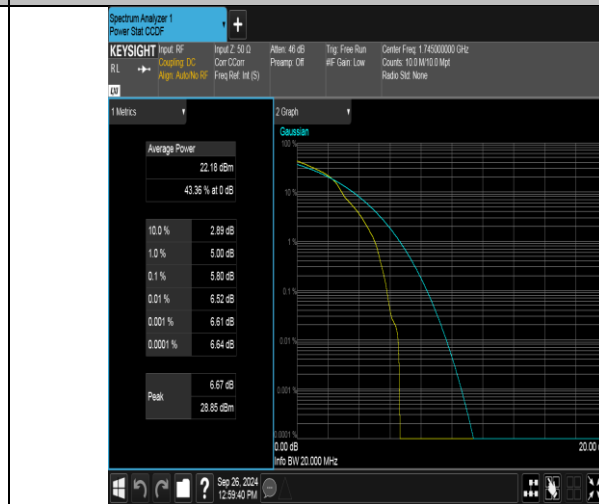 Spectrum Analyzer 1
Power Stat CCDF
+
KEYSIGHT
RL
Input: RF
Coupling: DC
Align: Auto/No RF
Input Z: 50 Ω
Corr CCorr
Freq Ref: Int (S)
Atten: 46 dB
Preamp: Off
Trig: Free Run
#IF Gain: Low
Center Freq: 1.745000000 GHz
Counts: 10.0 M/10.0 Mpt
Radio Std: None
LXI
1 Metrics
Average Power
22.18 dBm
43.36 % at 0 dB
10.0 % 2.89 dB
1.0 % 5.00 dB
0.1 % 5.80 dB
0.01 % 6.52 dB
0.001 % 6.61 dB
0.0001 % 6.64 dB
Peak
6.67 dB
28.85 dBm
2 Graph
Gaussian
100 %
10 %
1 %
0.1 %
0.01 %
0.001 %
0.0001 %
0.00 dB
20.00
Info BW 20.000 MHz
?
Sep 26, 2024
12:59:40 PM